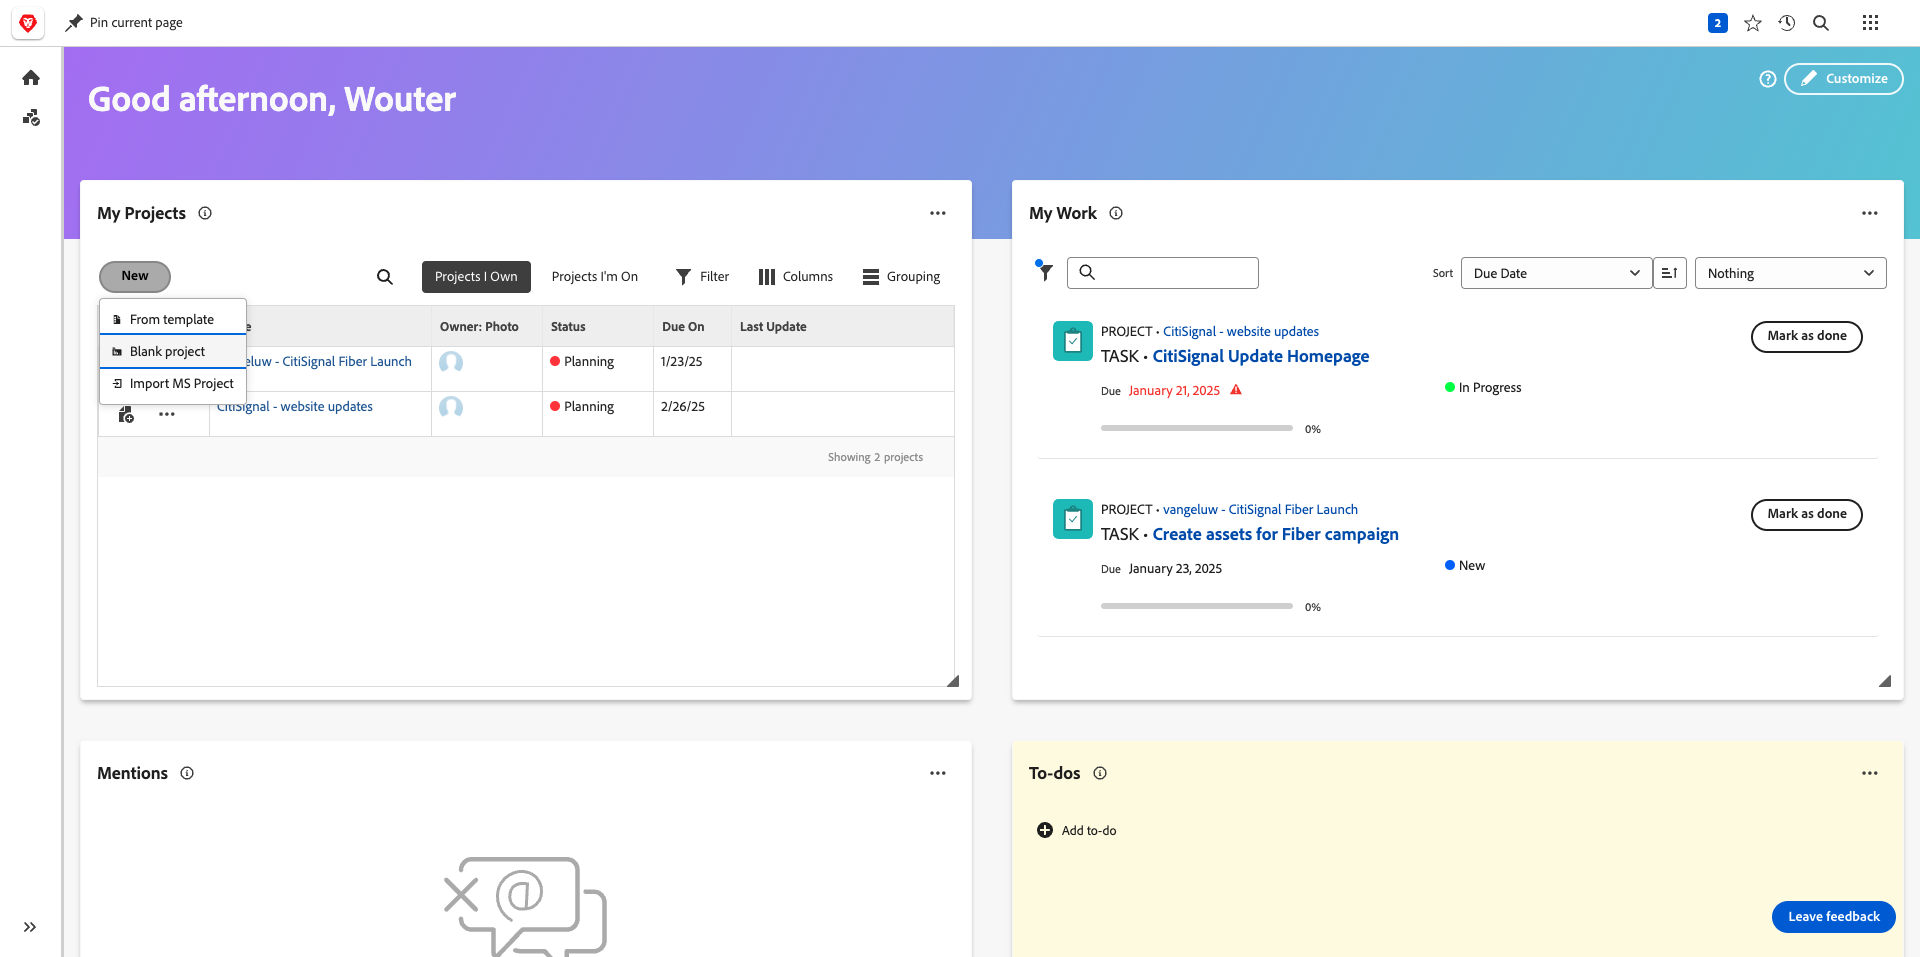 Pin current page
2
Good afternoon, Wouter
Customize
My Projects
New
Projects I Own
Projects I'm On
Filter
Columns
Grouping
From template
Blank project
Import MS Project
Owner: Photo
Status
Due On
Last Update
CitiSignal Fiber Launch
Planning
1/23/25
CitiSignal - website updates
Planning
2/26/25
Showing 2 projects
My Work
Sort
Due Date
Nothing
PROJECT • CitiSignal - website updates
Mark as done
TASK • CitiSignal Update Homepage
Due January 21, 2025
In Progress
0%
PROJECT • vangeluw - CitiSignal Fiber Launch
Mark as done
TASK • Create assets for Fiber campaign
Due January 23, 2025
New
0%
Mentions
@
To-dos
Add to-do
Leave feedback